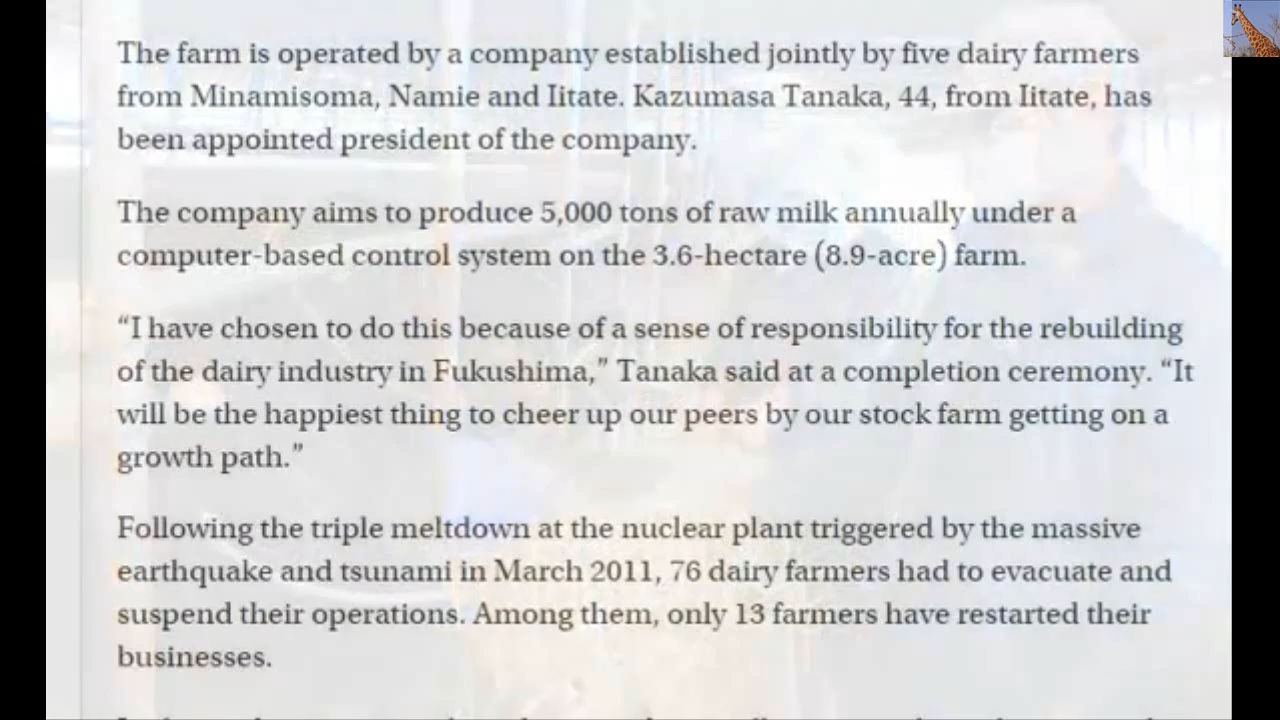 The farm is operated by a company established jointly by five dairy farmers
from Minamisoma, Namie and Iitate. Kazumasa Tanaka, 44, from Iitate, has
been appointed president of the company.
The company aims to produce 5,000 tons of raw milk annually under a
computer-based control system on the 3.6-hectare (8.9-acre) farm.
“I have chosen to do this because of a sense of responsibility for the rebuilding
of the dairy industry in Fukushima,” Tanaka said at a completion ceremony. “It
will be the happiest thing to cheer up our peers by our stock farm getting on a
growth path.”
Following the triple meltdown at the nuclear plant triggered by the massive
earthquake and tsunami in March 2011, 76 dairy farmers had to evacuate and
suspend their operations. Among them, only 13 farmers have restarted their
businesses.